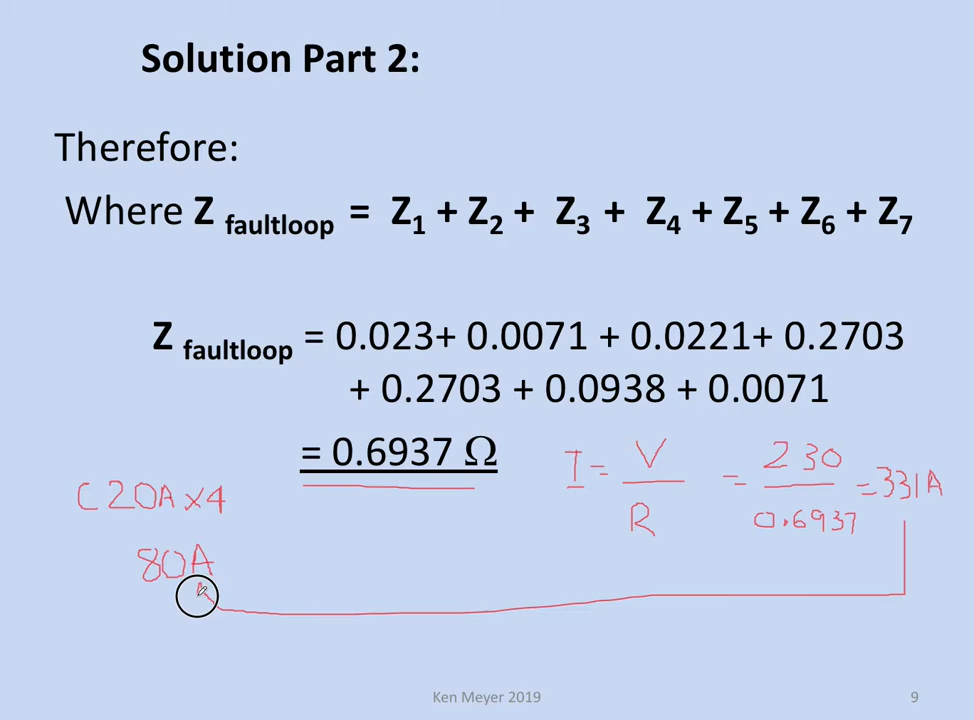 Solution Part 2:
Therefore:
Where Z faultloop = Z1 + Z2 + Z3 + Z4 + Z5 + Z6 + Z7
Z faultloop = 0.023+ 0.0071 + 0.0221+ 0.2703
+ 0.2703 + 0.0938 + 0.0071
= 0.6937 Ω
I = V / R = 230 / 0.6937 = 331A
C20A x 4
80A
Ken Meyer 2019
9